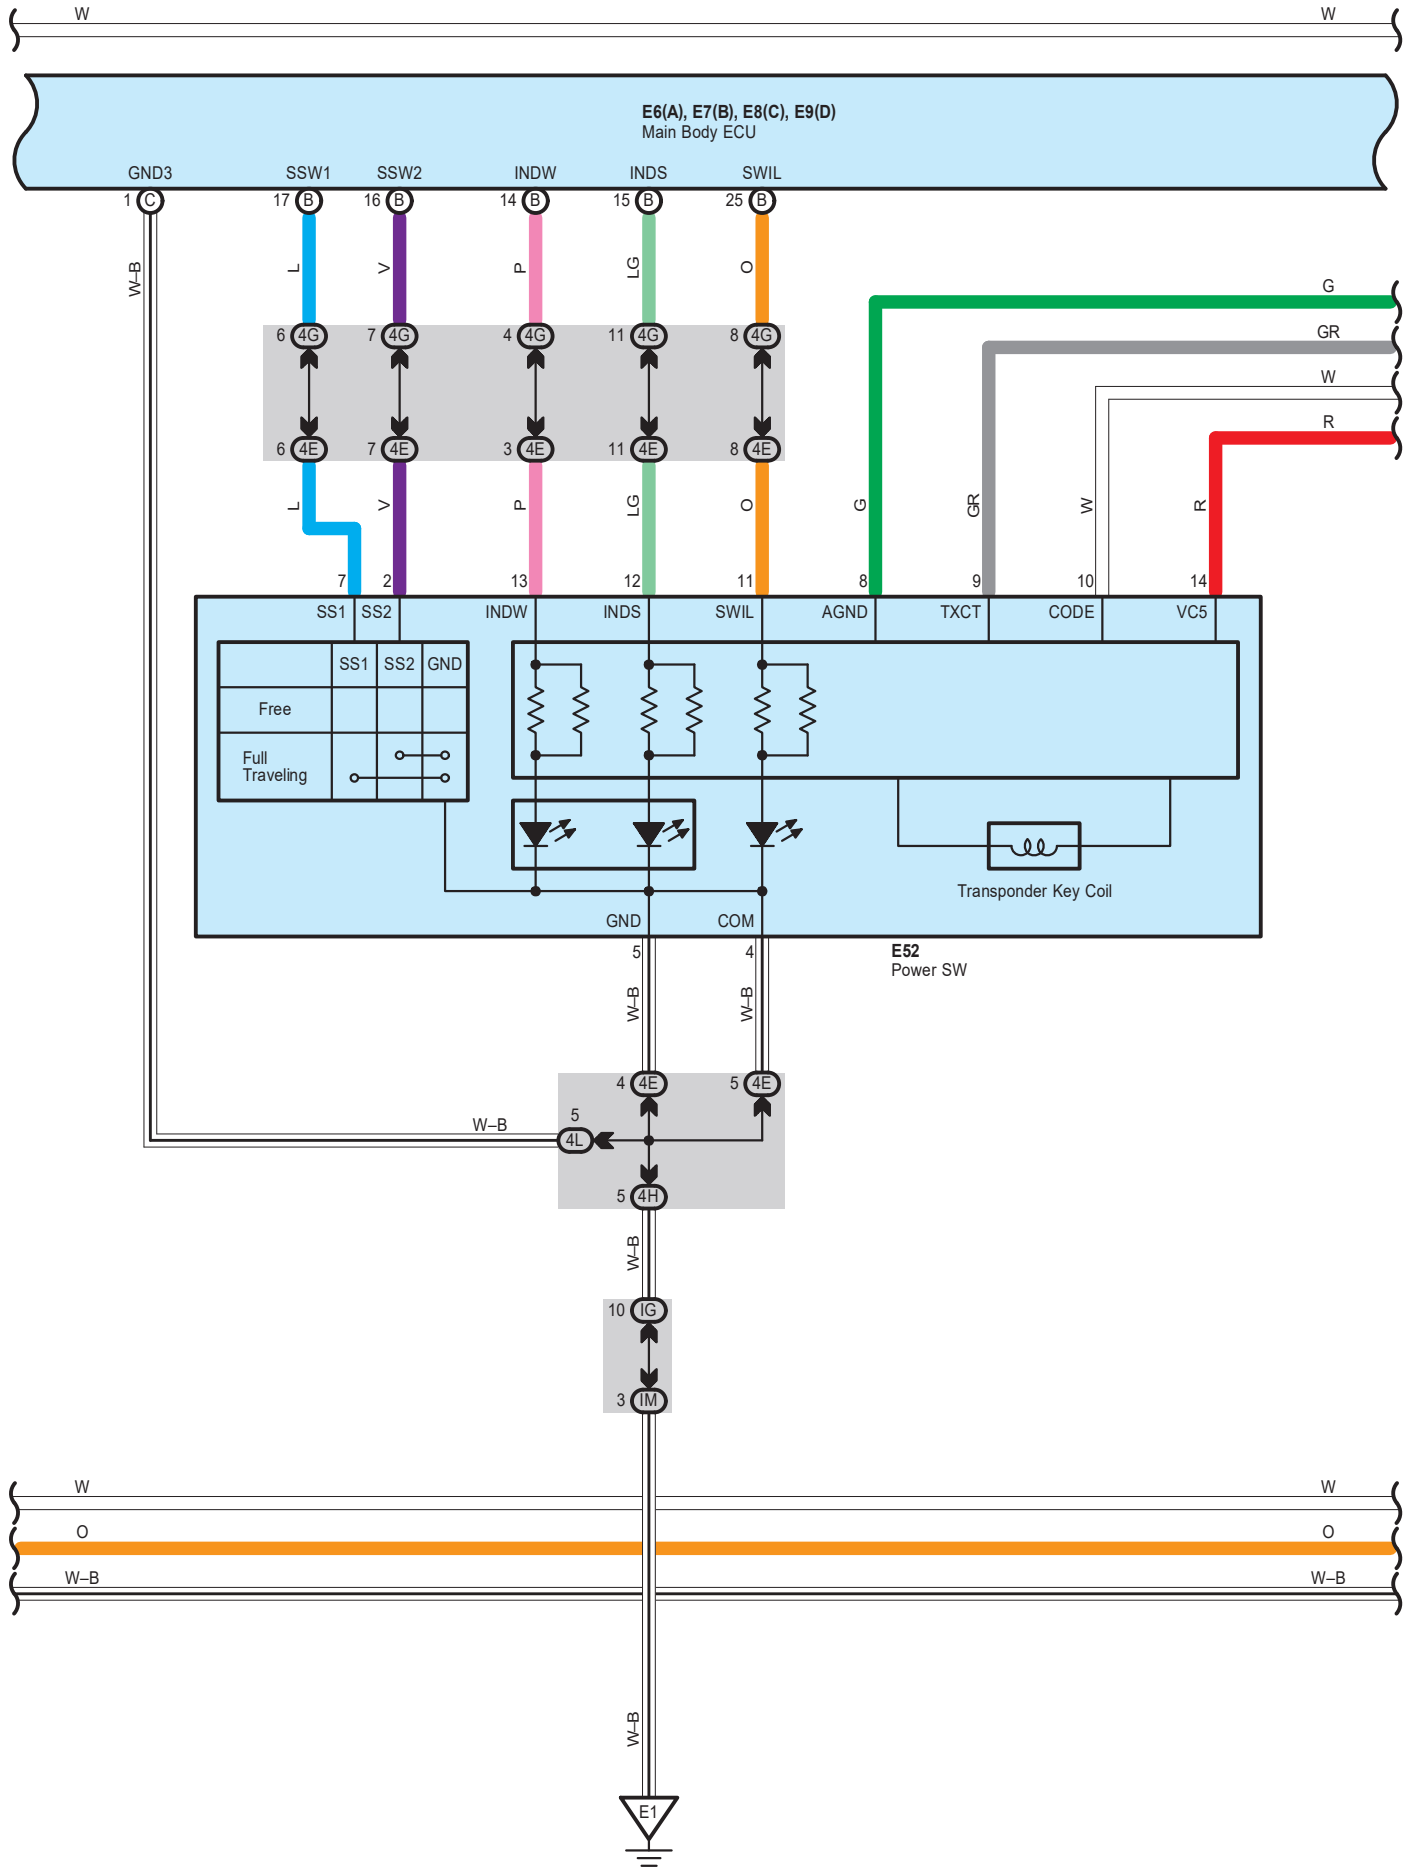 W W
E6(A), E7(B), E8(C), E9(D)
Main Body ECU
GND3 SSW1 SSW2 INDW INDS SWIL
1 C 17 B 16 B 14 B 15 B 25 B
W–B L V P LG O
G
GR
W
R
6 4G 7 4G 4 4G 11 4G 8 4G
6 4E 7 4E 3 4E 11 4E 8 4E
L V P LG O G GR W R
7 2 13 12 11 8 9 10 14
SS1 SS2 INDW INDS SWIL AGND TXCT CODE VC5
SS1 SS2 GND
Free
Full
Traveling
Transponder Key Coil
GND COM
5 4
E52
Power SW
W–B W–B
4 4E 5 4E
5
W–B 4L
5 4H
W–B
10 IG
3 IM
W W
O O
W–B W–B
W–B
E1